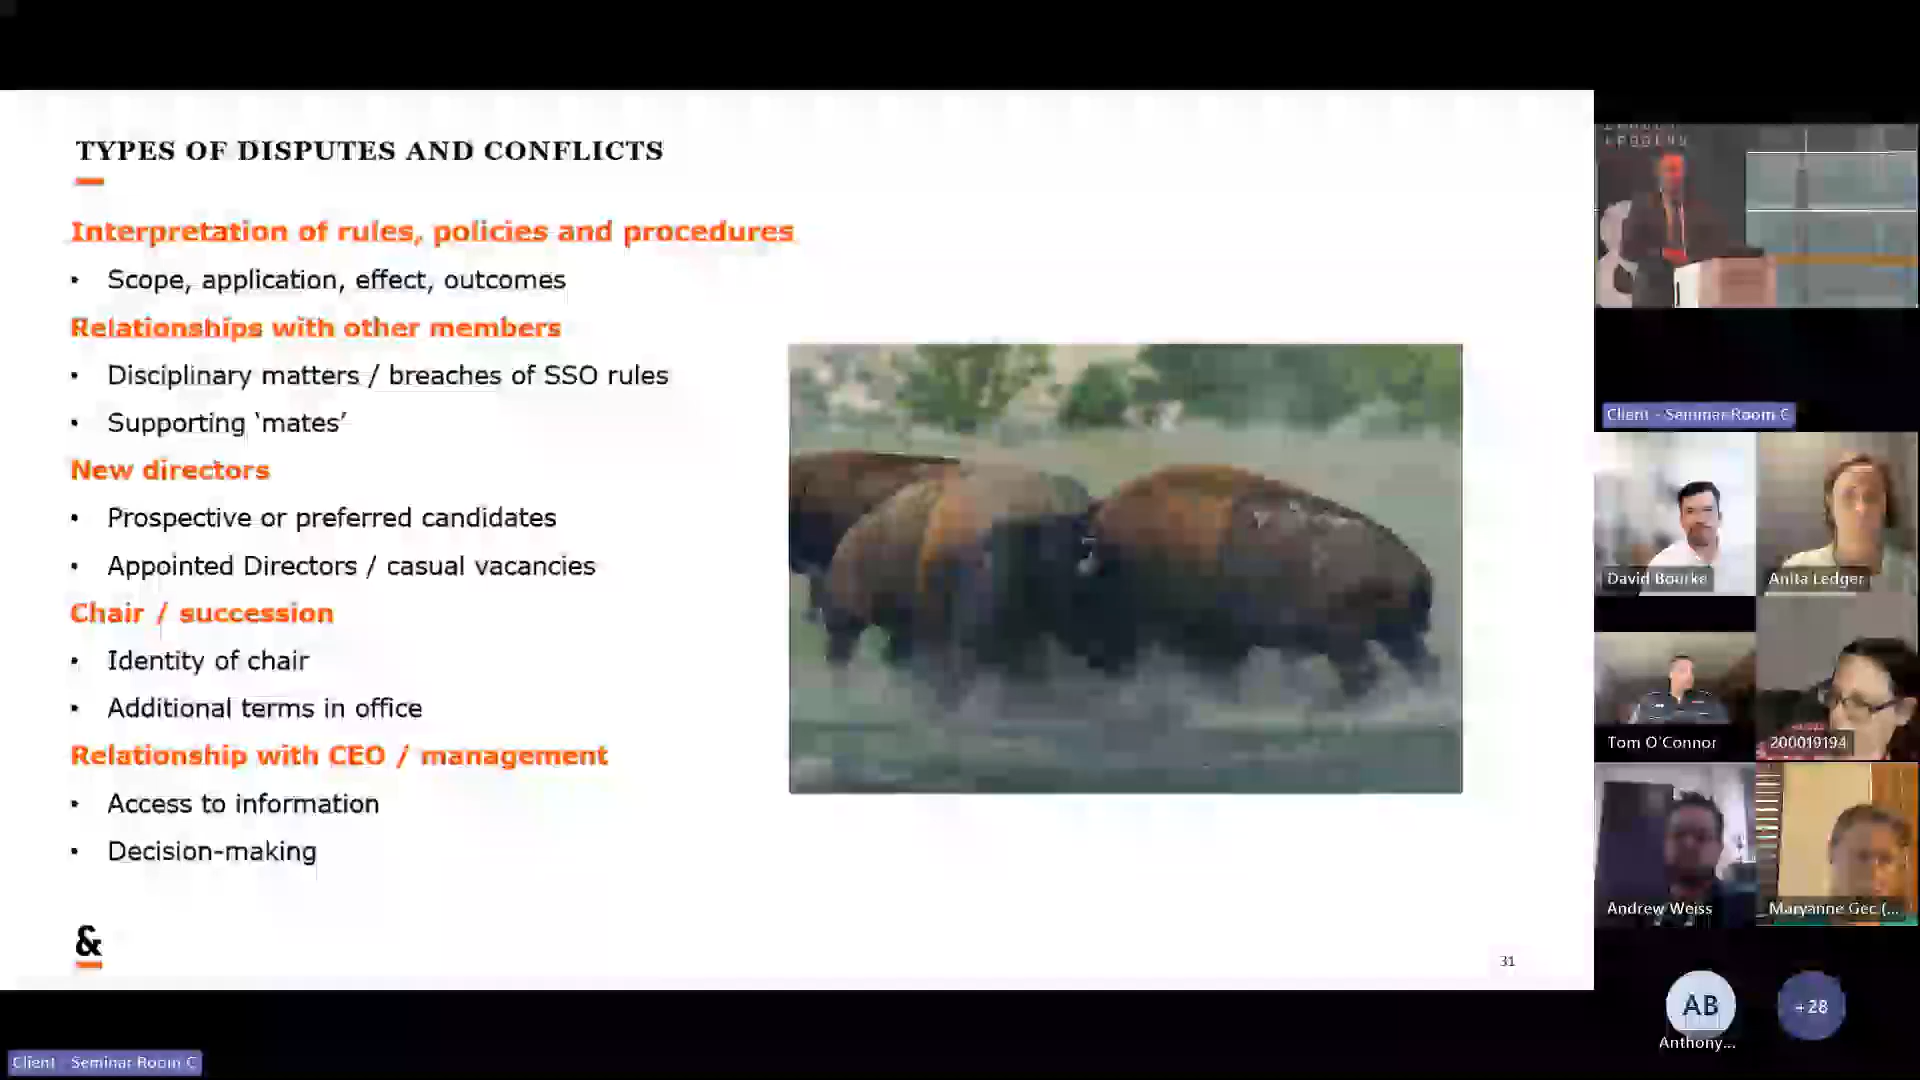 TYPES OF DISPUTES AND CONFLICTS
Interpretation of rules, policies and procedures
• Scope, application, effect, outcomes
Relationships with other members
• Disciplinary matters / breaches of SSO rules
• Supporting ‘mates’
New directors
• Prospective or preferred candidates
• Appointed Directors / casual vacancies
Chair / succession
• Identity of chair
• Additional terms in office
Relationship with CEO / management
• Access to information
• Decision-making
&
31
Client - Seminar Room C
Client - Seminar Room C
David Bourke
Anita Ledger
Tom O'Connor
200019194
Andrew Weiss
Maryanne Gec (...
AB
Anthony...
+28